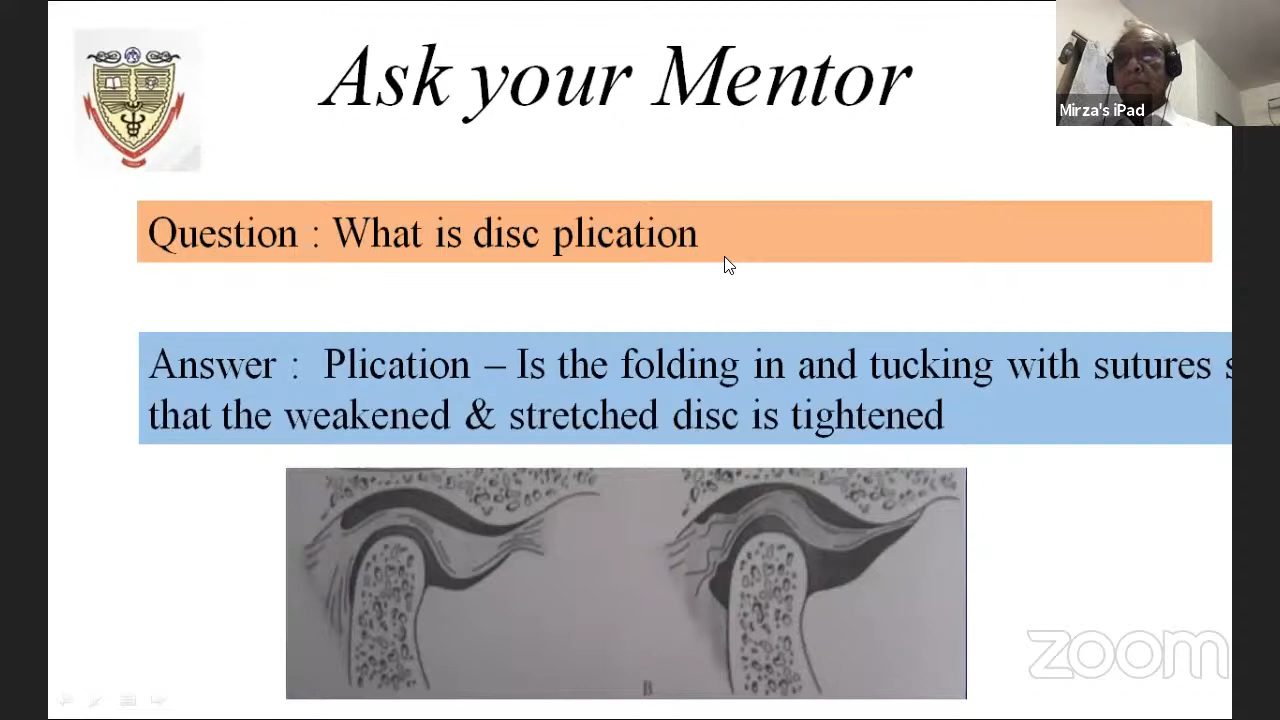 Ask your Mentor
Mirza's iPad
Question : What is disc plication
Answer : Plication – Is the folding in and tucking with sutures
that the weakened & stretched disc is tightened
B
zoom